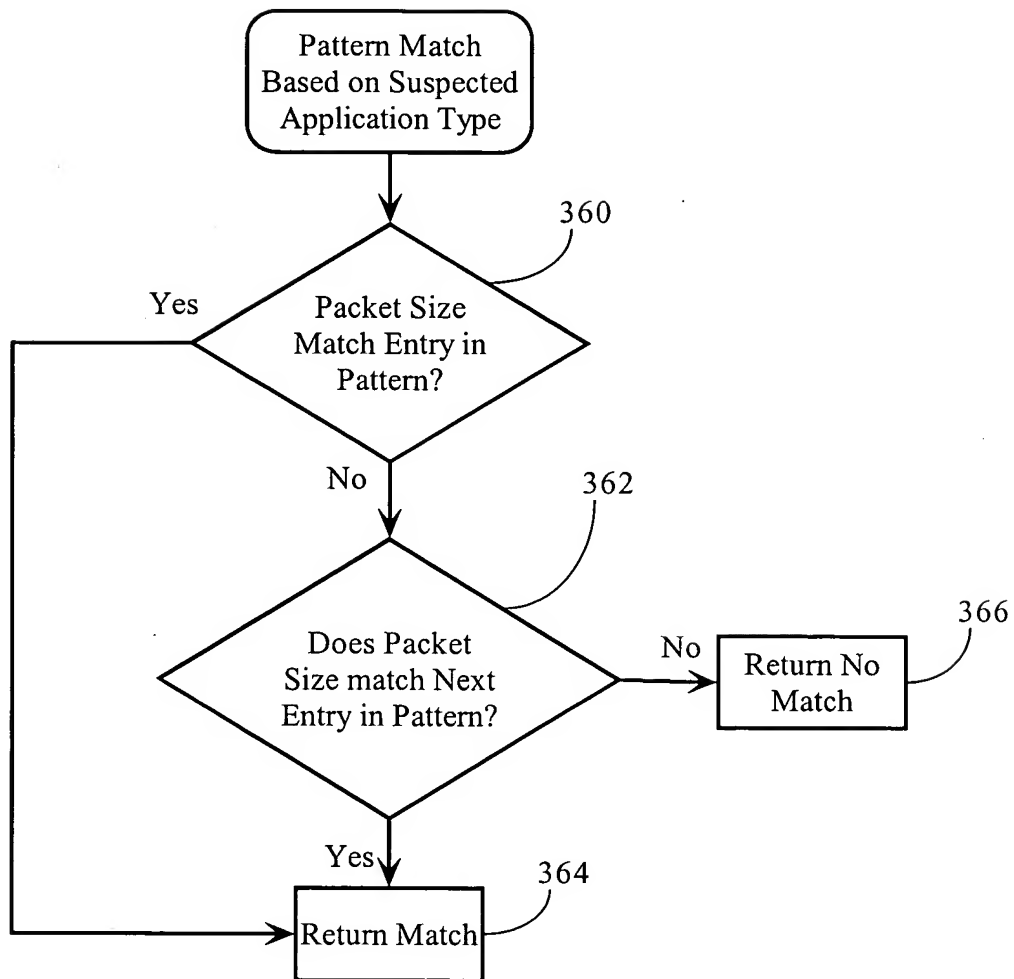 Pattern Match
Based on Suspected
Application Type
360
Yes
Packet Size
Match Entry in
Pattern?
No
362
Does Packet
Size match Next
Entry in Pattern?
No
Return No
Match
366
Yes
364
Return Match